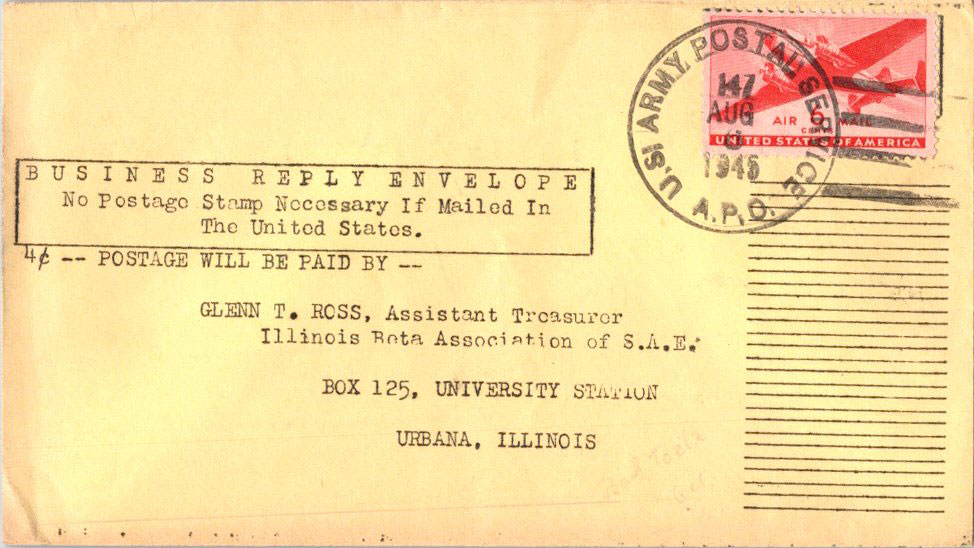 U.S. ARMY POSTAL SERVICE
A.P.O.
147
AUG
1945
6
AIR MAIL
CENTS
UNITED STATES OF AMERICA
BUSINESS REPLY ENVELOPE
No Postage Stamp Necessary If Mailed In
The United States.
4¢ -- POSTAGE WILL BE PAID BY --
GLENN T. ROSS, Assistant Treasurer
Illinois Beta Association of S.A.E.
BOX 125, UNIVERSITY STATION
URBANA, ILLINOIS